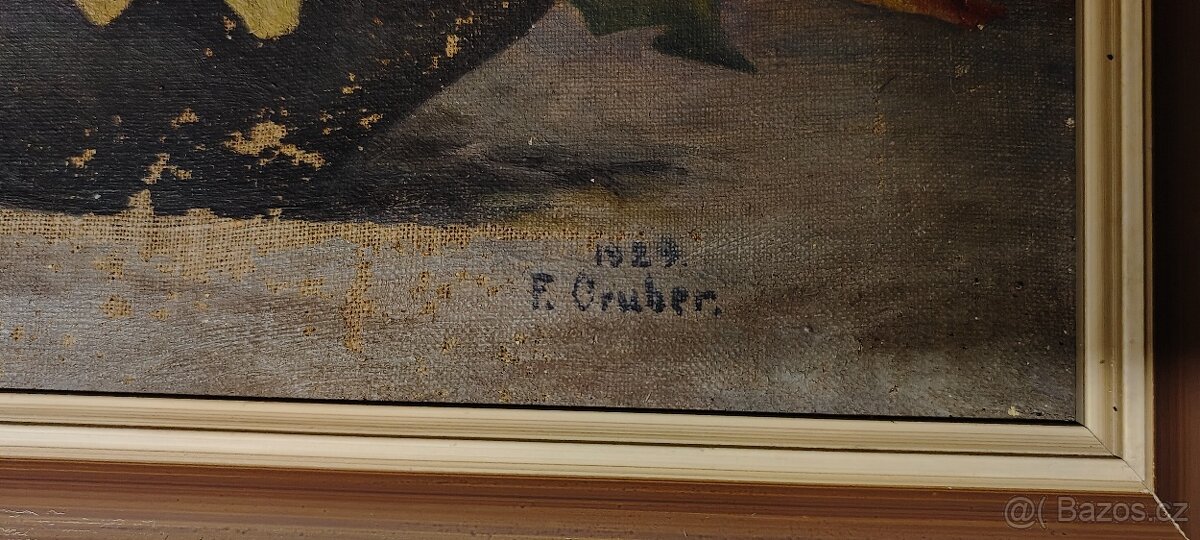 1929.
F. Gruber.
@( Bazos.cz